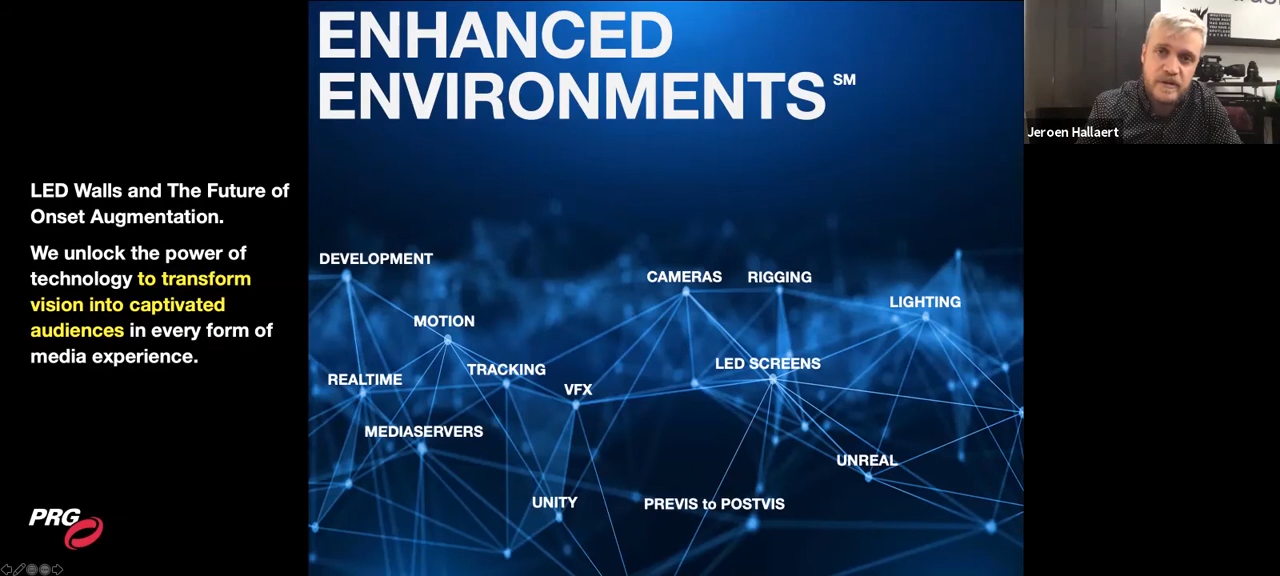 ENHANCED
ENVIRONMENTS SM
LED Walls and The Future of
Onset Augmentation.
We unlock the power of
technology to transform
vision into captivated
audiences in every form of
media experience.
DEVELOPMENT
CAMERAS
RIGGING
LIGHTING
MOTION
TRACKING
LED SCREENS
REALTIME
VFX
MEDIASERVERS
UNREAL
UNITY
PREVIS to POSTVIS
PRG
Jeroen Hallaert